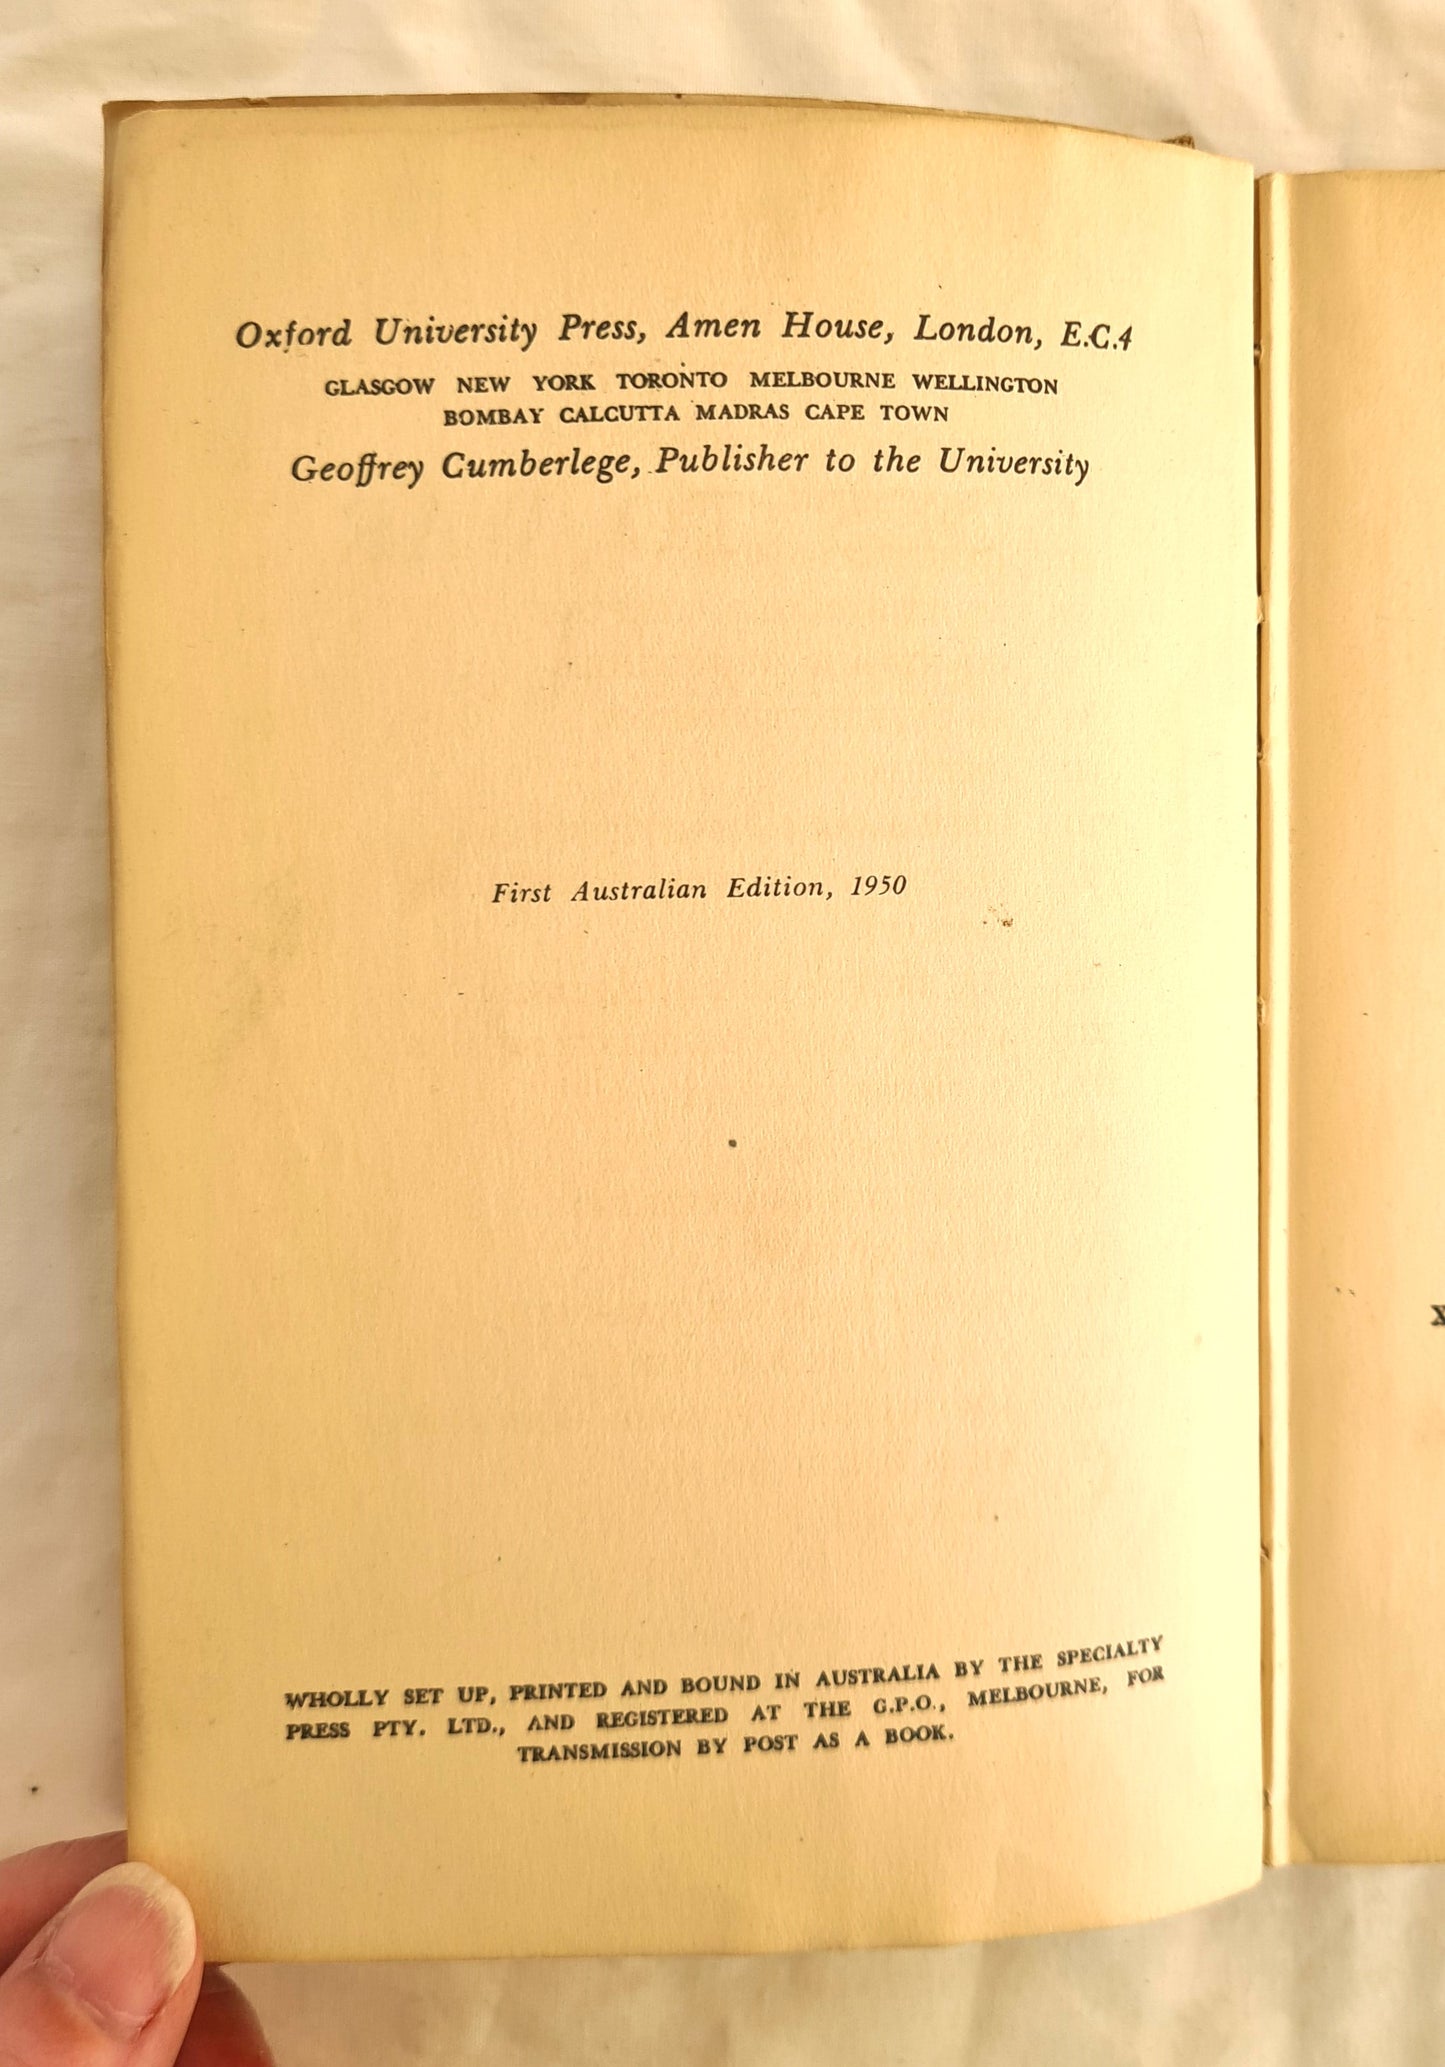 Oxford University Press, Amen House, London, E.C.4
GLASGOW NEW YORK TORONTO MELBOURNE WELLINGTON
BOMBAY CALCUTTA MADRAS CAPE TOWN
Geoffrey Cumberlege, Publisher to the University
First Australian Edition, 1950
WHOLLY SET UP, PRINTED AND BOUND IN AUSTRALIA BY THE SPECIALTY
PRESS PTY. LTD., AND REGISTERED AT THE G.P.O., MELBOURNE, FOR
TRANSMISSION BY POST AS A BOOK.